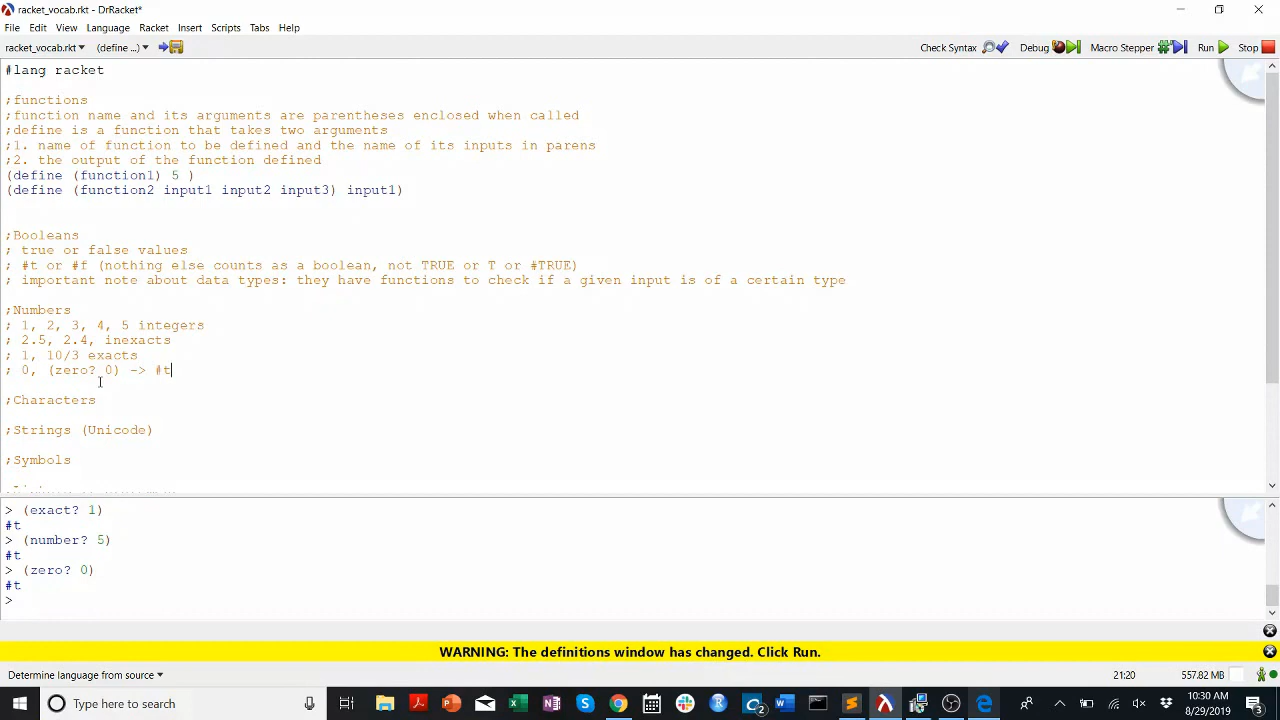 racket_vocab.rkt - DrRacket*
File Edit View Language Racket Insert Scripts Tabs Help
racket_vocab.rkt (define ...) Check Syntax Debug Macro Stepper Run Stop
#lang racket
;functions
;function name and its arguments are parentheses enclosed when called
;define is a function that takes two arguments
;1. name of function to be defined and the name of its inputs in parens
;2. the output of the function defined
(define (function1) 5 )
(define (function2 input1 input2 input3) input1)
;Booleans
; true or false values
; #t or #f (nothing else counts as a boolean, not TRUE or T or #TRUE)
; important note about data types: they have functions to check if a given input is of a certain type
;Numbers
; 1, 2, 3, 4, 5 integers
; 2.5, 2.4, inexacts
; 1, 10/3 exacts
; 0, (zero? 0) -> #t
;Characters
;Strings (Unicode)
;Symbols
> (exact? 1)
#t
> (number? 5)
#t
> (zero? 0)
#t
>
WARNING: The definitions window has changed. Click Run.
Determine language from source 21:20 557.82 MB
Type here to search 10:30 AM
8/29/2019